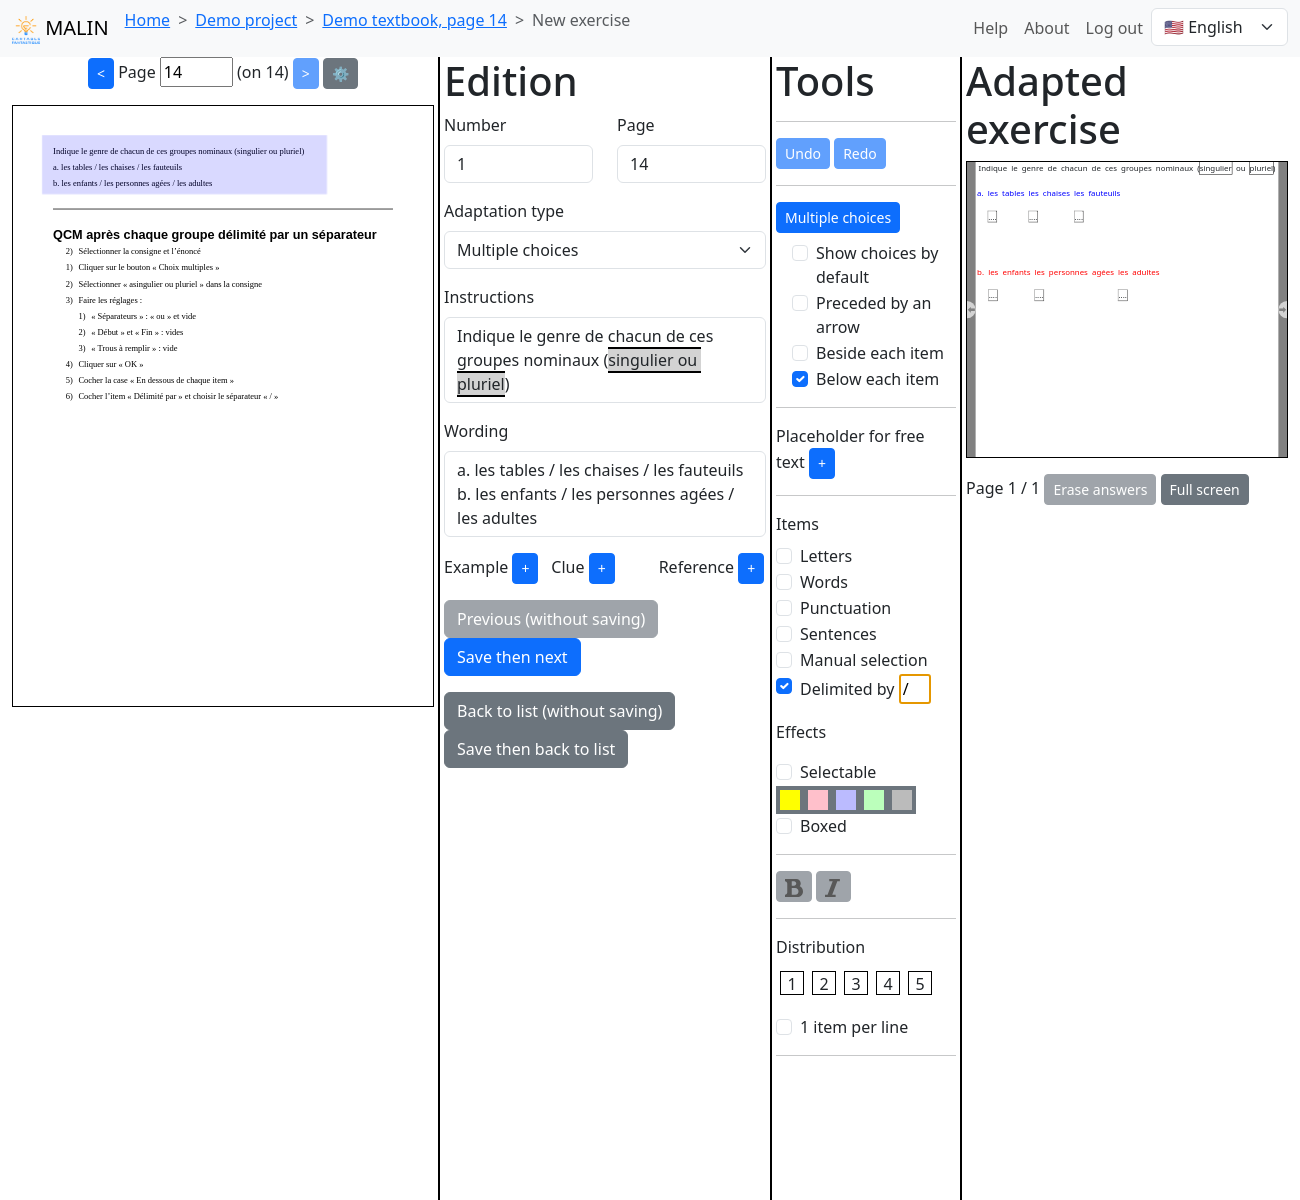 MALIN
Home > Demo project > Demo textbook, page 14 > New exercise
Help About Log out 🇺🇸 English
< Page 14 (on 14) > ⚙️
Indique le genre de chacun de ces groupes nominaux (singulier ou pluriel)
a. les tables / les chaises / les fauteuils
b. les enfants / les personnes agées / les adultes
QCM après chaque groupe délimité par un séparateur
2) Sélectionner la consigne et l'énoncé
1) Cliquer sur le bouton « Choix multiples »
2) Sélectionner « asingulier ou pluriel » dans la consigne
3) Faire les réglages :
1) « Séparateurs » : « ou » et vide
2) « Début » et « Fin » : vides
3) « Trous à remplir » : vide
4) Cliquer sur « OK »
5) Cocher la case « En dessous de chaque item »
6) Cocher l'item « Délimité par » et choisir le séparateur « / »
Edition
Number Page
1 14
Adaptation type
Multiple choices
Instructions
Indique le genre de chacun de ces
groupes nominaux (singulier ou
pluriel)
Wording
a. les tables / les chaises / les fauteuils
b. les enfants / les personnes agées /
les adultes
Example + Clue + Reference +
Previous (without saving)
Save then next
Back to list (without saving)
Save then back to list
Tools
Undo Redo
Multiple choices
Show choices by
default
Preceded by an
arrow
Beside each item
Below each item
Placeholder for free
text +
Items
Letters
Words
Punctuation
Sentences
Manual selection
Delimited by /
Effects
Selectable
Boxed
B I
Distribution
1 2 3 4 5
1 item per line
Adapted
exercise
Indique le genre de chacun de ces groupes nominaux (singulier ou pluriel)
a. les tables les chaises les fauteuils
.... .... ....
b. les enfants les personnes agées les adultes
.... .... ....
Page 1 / 1 Erase answers Full screen